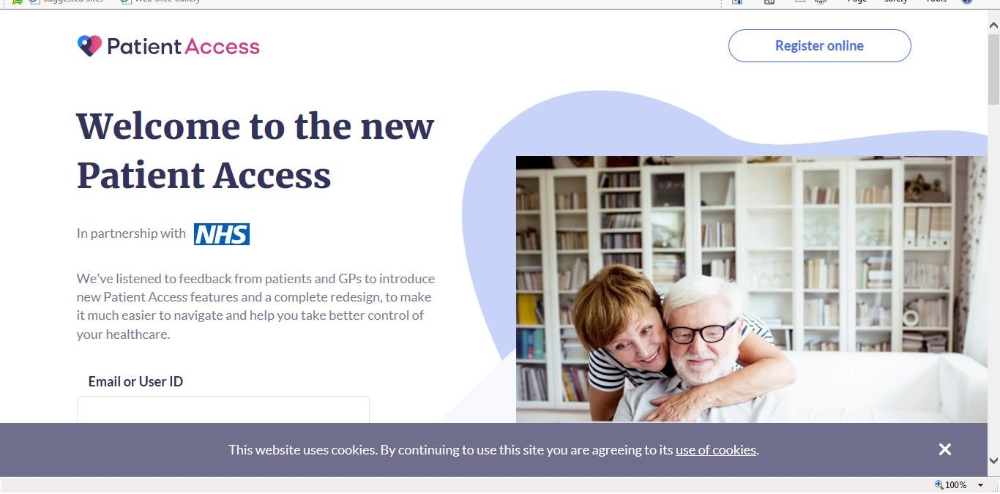 Suggested Sites Web Slice Gallery Page Safety Tools
Patient Access
Register online
Welcome to the new
Patient Access
In partnership with NHS
We’ve listened to feedback from patients and GPs to introduce
new Patient Access features and a complete redesign, to make
it much easier to navigate and help you take better control of
your healthcare.
Email or User ID
This website uses cookies. By continuing to use this site you are agreeing to its use of cookies.
100%